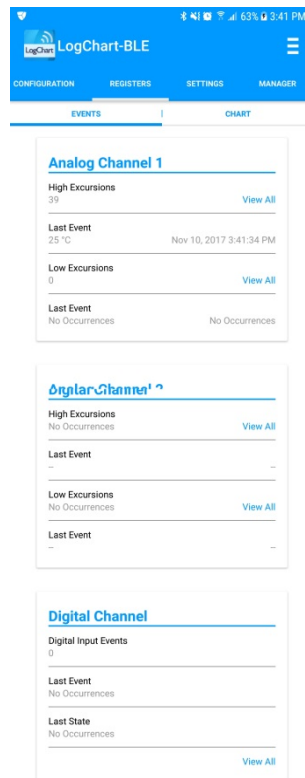 63% 3:41 PM
LogChart LogChart-BLE
CONFIGURATION REGISTERS SETTINGS MANAGER
EVENTS CHART
Analog Channel 1
High Excursions
39 View All
Last Event
25 °C Nov 10, 2017 3:41:34 PM
Low Excursions
0 View All
Last Event
No Occurrences No Occurrences
High Excursions
No Occurrences View All
Last Event
-- --
Low Excursions
No Occurrences View All
Last Event
-- --
Digital Channel
Digital Input Events
0
Last Event
No Occurrences
Last State
No Occurrences
View All